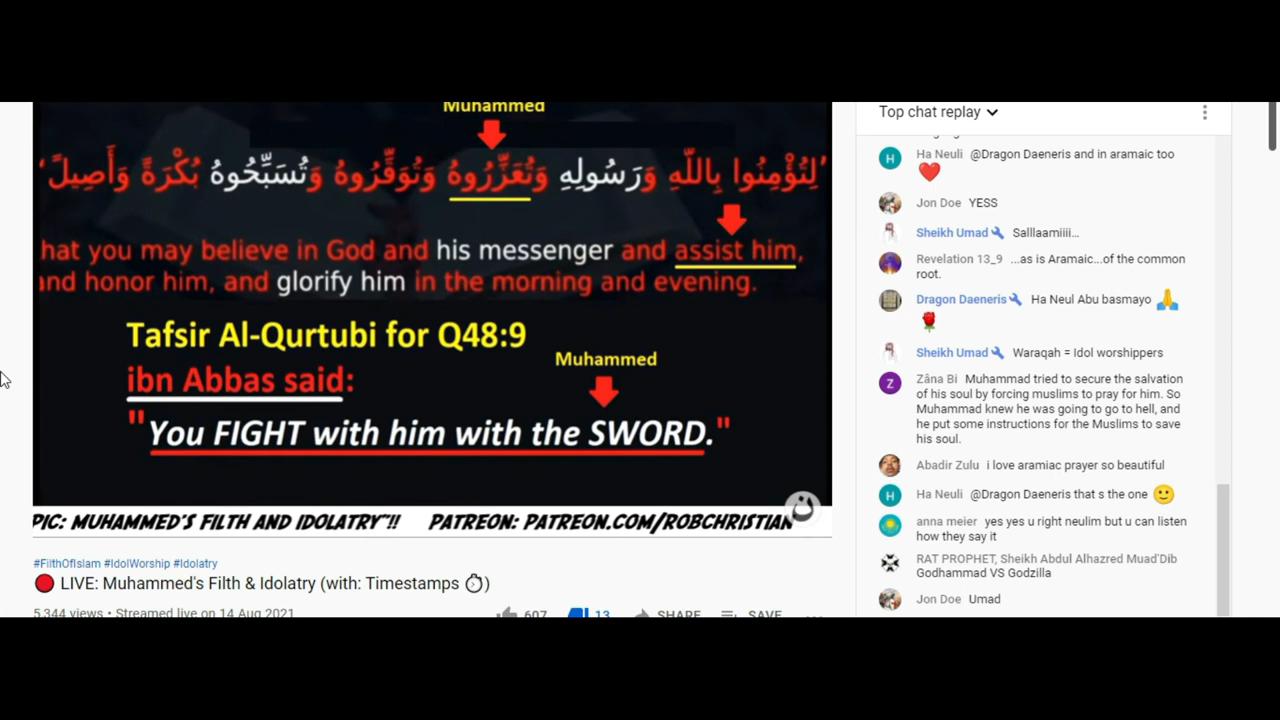 Muhammed
‘لِتُؤْمِنُوا بِاللَّهِ وَرَسُولِهِ وَتُعَزِّرُوهُ وَتُوَقِّرُوهُ وَتُسَبِّحُوهُ بُكْرَةً وَأَصِيلً’
hat you may believe in God and his messenger and assist him,
and honor him, and glorify him in the morning and evening.
Tafsir Al-Qurtubi for Q48:9
Muhammed
ibn Abbas said:
"You FIGHT with him with the SWORD."
PIC: MUHAMMED'S FILTH AND IDOLATRY"!! PATREON: PATREON.COM/ROBCHRISTIAN
ن
#FilthOfIslam #IdolWorship #Idolatry
🔴 LIVE: Muhammed's Filth & Idolatry (with: Timestamps ⏱)
5,344 views • Streamed live on 14 Aug 2021
607 13 SHARE SAVE
Top chat replay
H Ha Neuli @Dragon Daeneris and in aramaic too
❤️
Jon Doe YESS
Sheikh Umad Salllaamiiii...
Revelation 13_9 ...as is Aramaic...of the common
root.
Dragon Daeneris Ha Neul Abu basmayo 🙏
🌹
Sheikh Umad Waraqah = Idol worshippers
Z Zâna Bi Muhammad tried to secure the salvation
of his soul by forcing muslims to pray for him. So
Muhammad knew he was going to go to hell, and
he put some instructions for the Muslims to save
his soul.
Abadir Zulu i love aramiac prayer so beautiful
H Ha Neuli @Dragon Daeneris that s the one 🙂
anna meier yes yes u right neulim but u can listen
how they say it
RAT PROPHET, Sheikh Abdul Alhazred Muad'Dib
Godhammad VS Godzilla
Jon Doe Umad